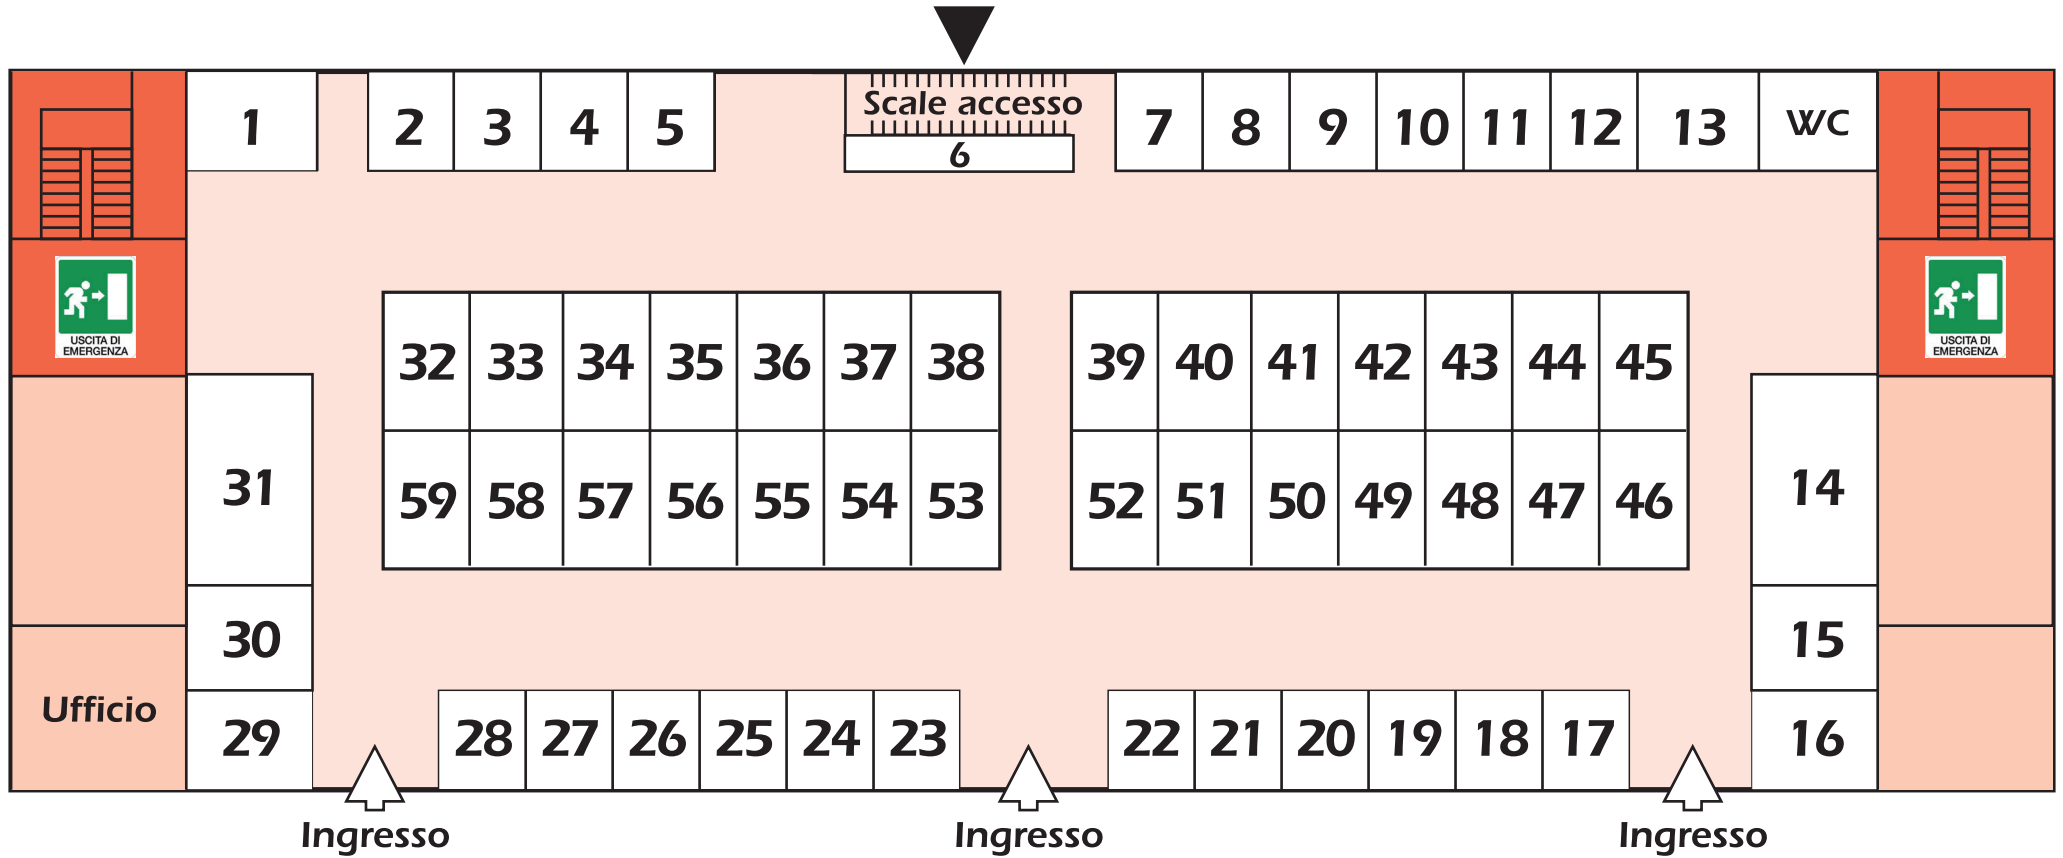 Scale accesso
1 2 3 4 5 6 7 8 9 10 11 12 13 WC
USCITA DI
EMERGENZA
USCITA DI
EMERGENZA
32 33 34 35 36 37 38 39 40 41 42 43 44 45
31 59 58 57 56 55 54 53 52 51 50 49 48 47 46 14
30 15
Ufficio 29 28 27 26 25 24 23 22 21 20 19 18 17 16
Ingresso Ingresso Ingresso